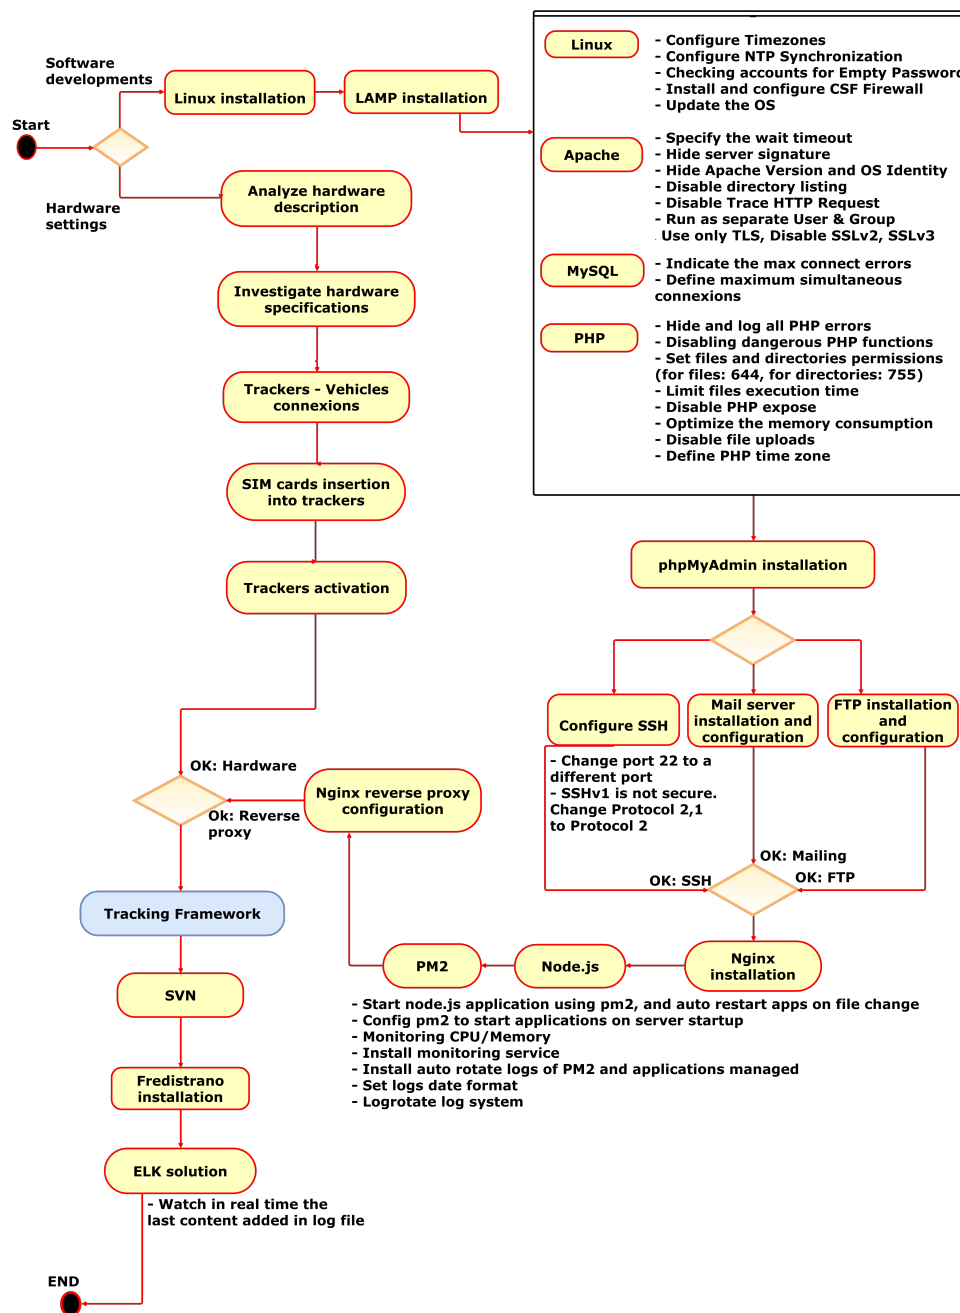 Start
Software
developments
Linux installation
LAMP installation
Hardware
settings
Analyze hardware
description
Investigate hardware
specifications
Trackers - Vehicles
connexions
SIM cards insertion
into trackers
Trackers activation
Linux
- Configure Timezones
- Configure NTP Synchronization
- Checking accounts for Empty Password
- Install and configure CSF Firewall
- Update the OS
Apache
- Specify the wait timeout
- Hide server signature
- Hide Apache Version and OS Identity
- Disable directory listing
- Disable Trace HTTP Request
- Run as separate User & Group
. Use only TLS, Disable SSLv2, SSLv3
MySQL
- Indicate the max connect errors
- Define maximum simultaneous
connexions
PHP
- Hide and log all PHP errors
- Disabling dangerous PHP functions
- Set files and directories permissions
(for files: 644, for directories: 755)
- Limit files execution time
- Disable PHP expose
- Optimize the memory consumption
- Disable file uploads
- Define PHP time zone
phpMyAdmin installation
Configure SSH
Mail server
installation and
configuration
FTP installation
and
configuration
- Change port 22 to a
different port
- SSHv1 is not secure.
Change Protocol 2,1
to Protocol 2
OK: Mailing
OK: SSH
OK: FTP
Nginx
installation
Node.js
PM2
- Start node.js application using pm2, and auto restart apps on file change
- Config pm2 to start applications on server startup
- Monitoring CPU/Memory
- Install monitoring service
- Install auto rotate logs of PM2 and applications managed
- Set logs date format
- Logrotate log system
Nginx reverse proxy
configuration
OK: Hardware
Ok: Reverse
proxy
Tracking Framework
SVN
Fredistrano
installation
ELK solution
- Watch in real time the
last content added in log file
END